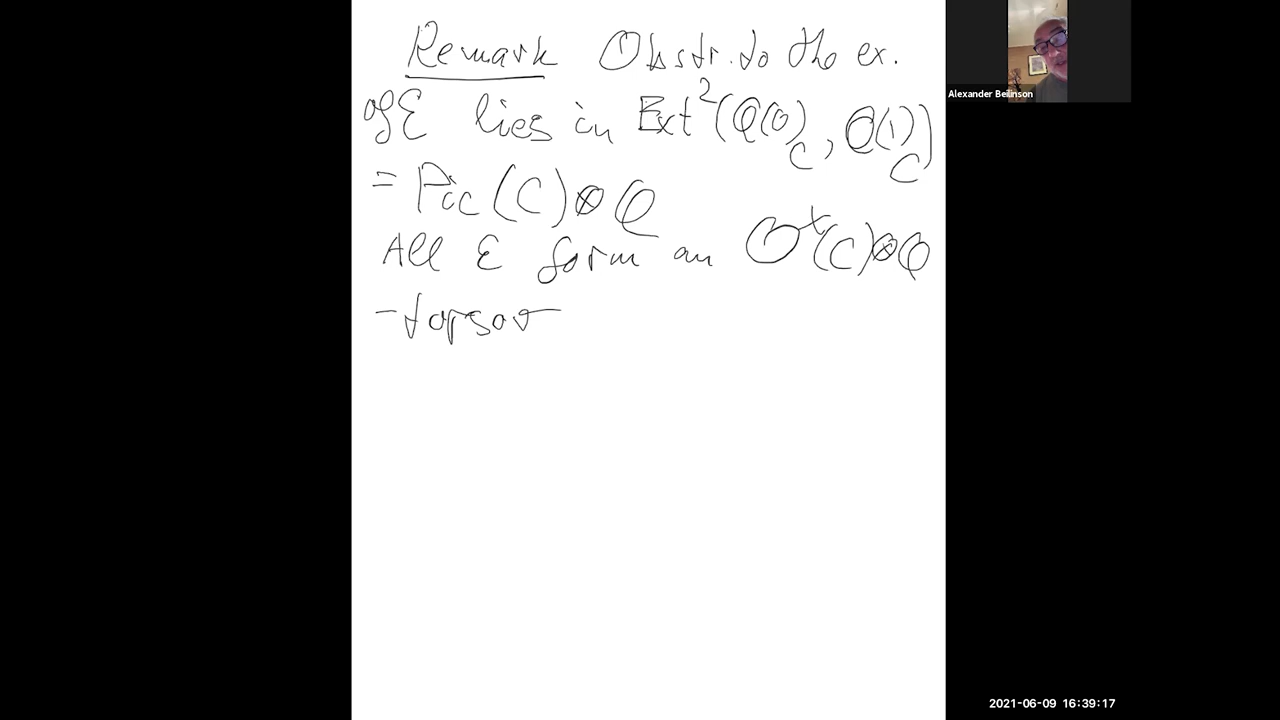 Remark Obstr. to the ex.
of ℰ lies in Ext²(Q(0)_C, Q(1)_C)
= Pic(C)⊗Q
All ℰ form an O^×(C)⊗Q
-torsor
Alexander Beilinson
2021-06-09 16:39:17